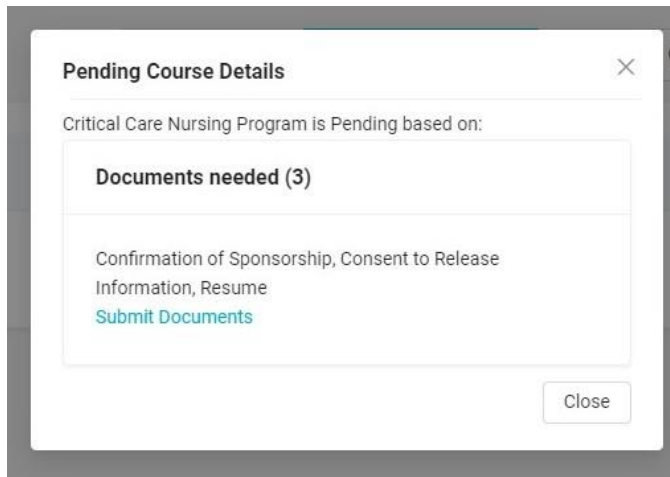 Pending Course Details
Critical Care Nursing Program is Pending based on:
Documents needed (3)
Confirmation of Sponsorship, Consent to Release
Information, Resume
Submit Documents
Close